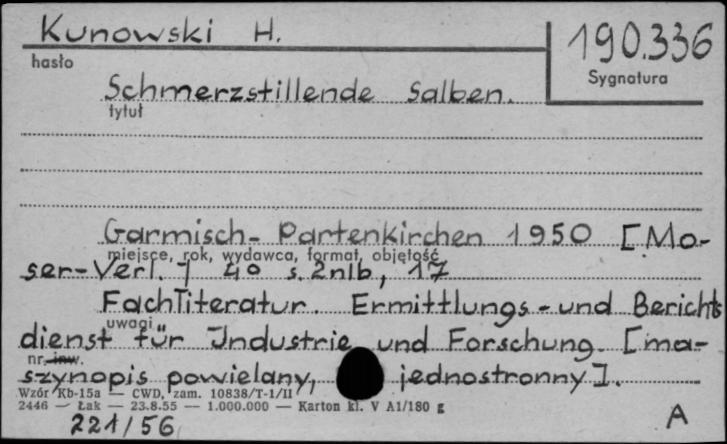 Kunowski H.
190.336
hasło
Sygnatura
Schmerzstillende Salben.
tytuł
Garmisch-Partenkirchen 1950 [Mo-
miejsce, rok, wydawca, format, objętość
ser-Verl.] 4o s. 2nlb, 17
Fachliteratur. Ermittlungs-und Berichts
uwagi
dienst für Industrie und Forschung. [ma-
nr inw.
szynopis powielany, jednostronny].
Wzór Kb-15a — CWD, zam. 10838/T-1/II
2446 — Łak — 23.8.55 — 1.000.000 — Karton kl. V A1/180 g
221/56
A